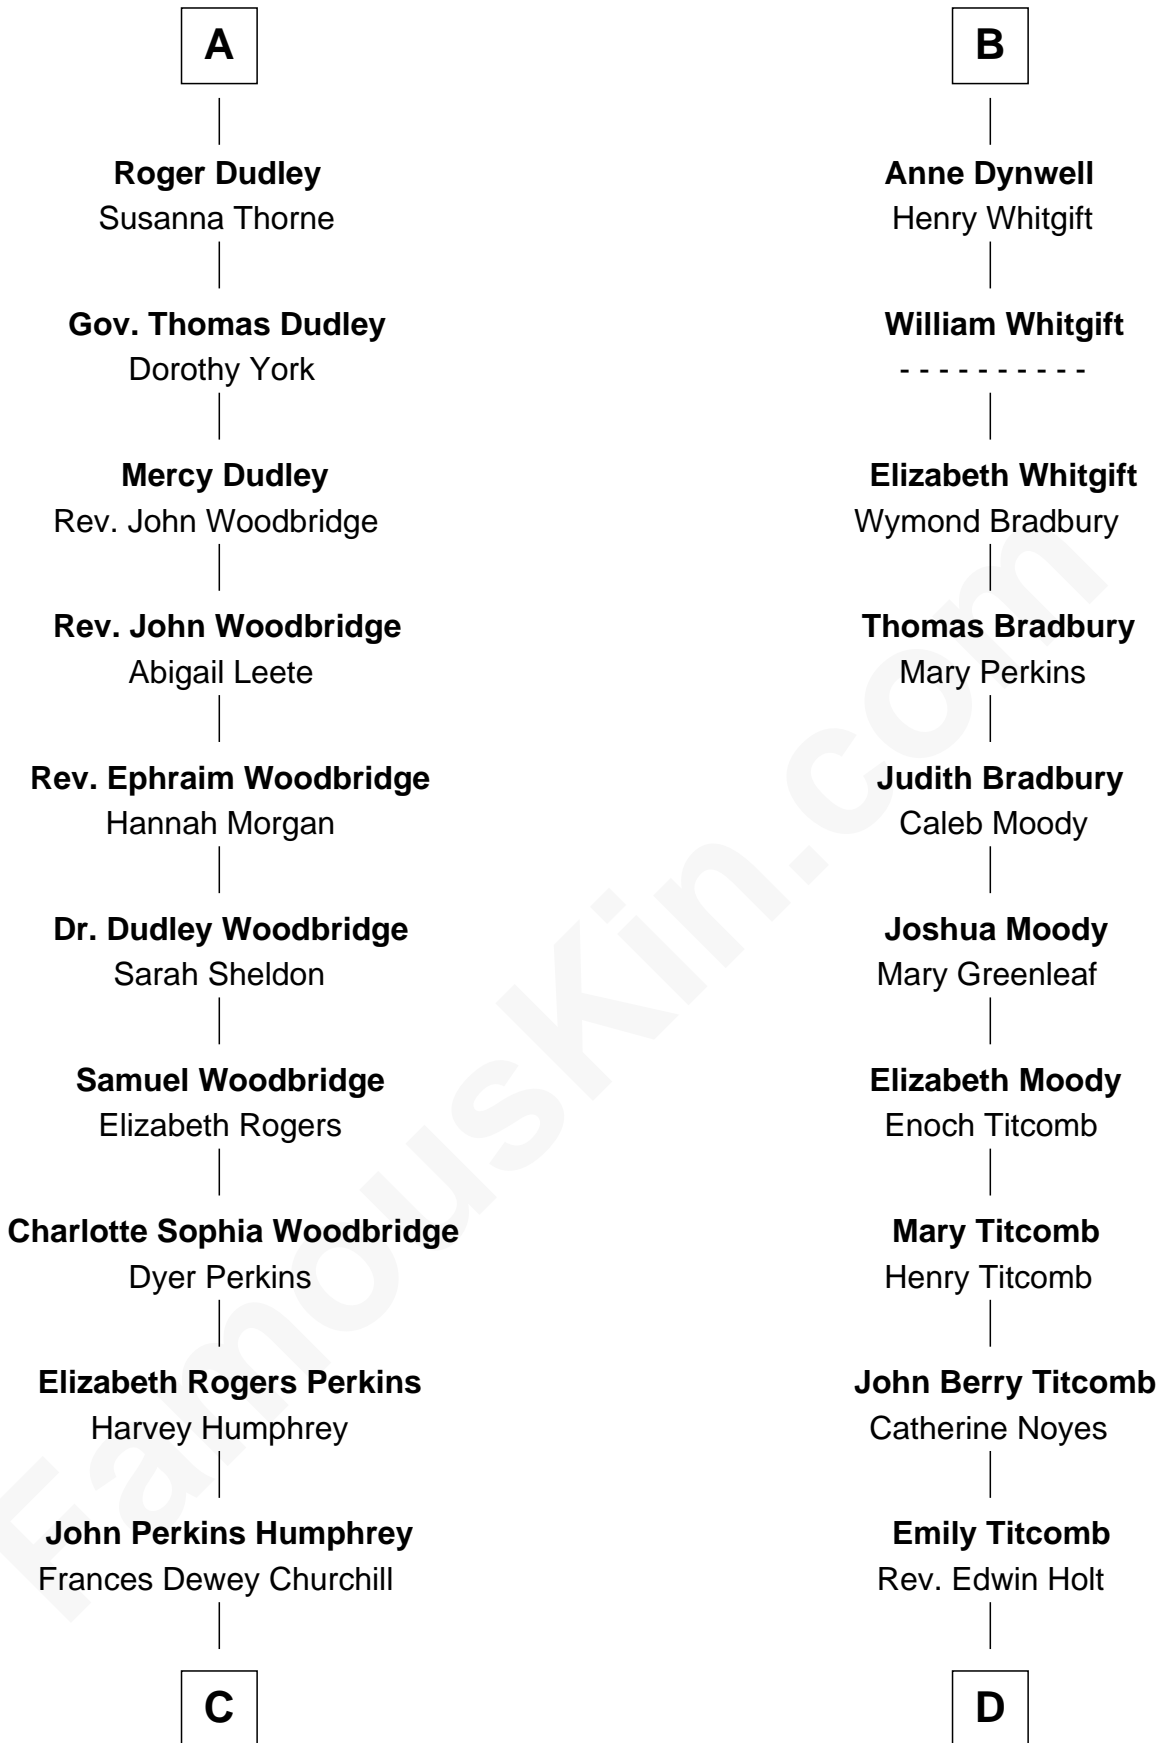 A
Roger Dudley
Susanna Thorne
Gov. Thomas Dudley
Dorothy York
Mercy Dudley
Rev. John Woodbridge
Rev. John Woodbridge
Abigail Leete
Rev. Ephraim Woodbridge
Hannah Morgan
Dr. Dudley Woodbridge
Sarah Sheldon
Samuel Woodbridge
Elizabeth Rogers
Charlotte Sophia Woodbridge
Dyer Perkins
Elizabeth Rogers Perkins
Harvey Humphrey
John Perkins Humphrey
Frances Dewey Churchill
C
B
Anne Dynwell
Henry Whitgift
William Whitgift
- - - - - - - - - -
Elizabeth Whitgift
Wymond Bradbury
Thomas Bradbury
Mary Perkins
Judith Bradbury
Caleb Moody
Joshua Moody
Mary Greenleaf
Elizabeth Moody
Enoch Titcomb
Mary Titcomb
Henry Titcomb
John Berry Titcomb
Catherine Noyes
Emily Titcomb
Rev. Edwin Holt
D
FamousKin.com